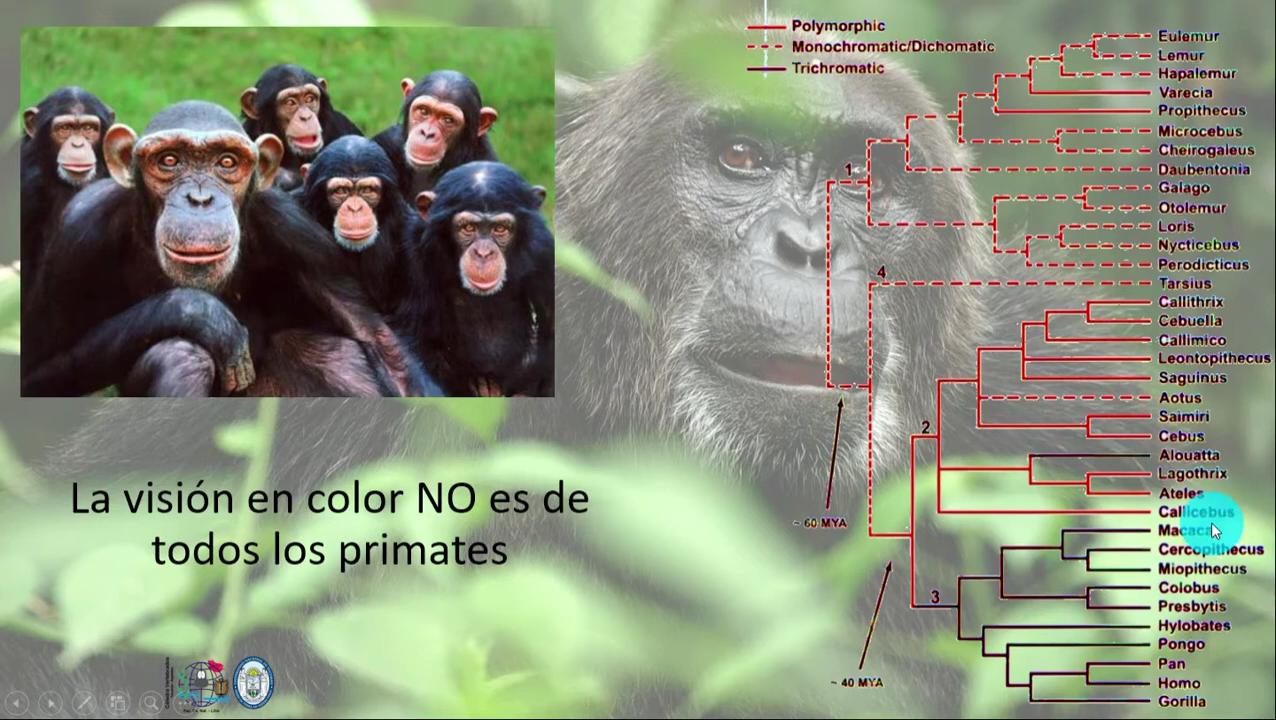 Polymorphic
Monochromatic/Dichomatic
Trichromatic
Eulemur
Lemur
Hapalemur
Varecia
Propithecus
Microcebus
Cheirogaleus
Daubentonia
Galago
Otolemur
Loris
Nycticebus
Perodicticus
Tarsius
Callithrix
Cebuella
Callimico
Leontopithecus
Saguinus
Aotus
Saimiri
Cebus
Alouatta
Lagothrix
Ateles
Callicebus
Macaca
Cercopithecus
Miopithecus
Colobus
Presbytis
Hylobates
Pongo
Pan
Homo
Gorilla
1
4
2
3
~ 60 MYA
~ 40 MYA
La visión en color NO es de
todos los primates